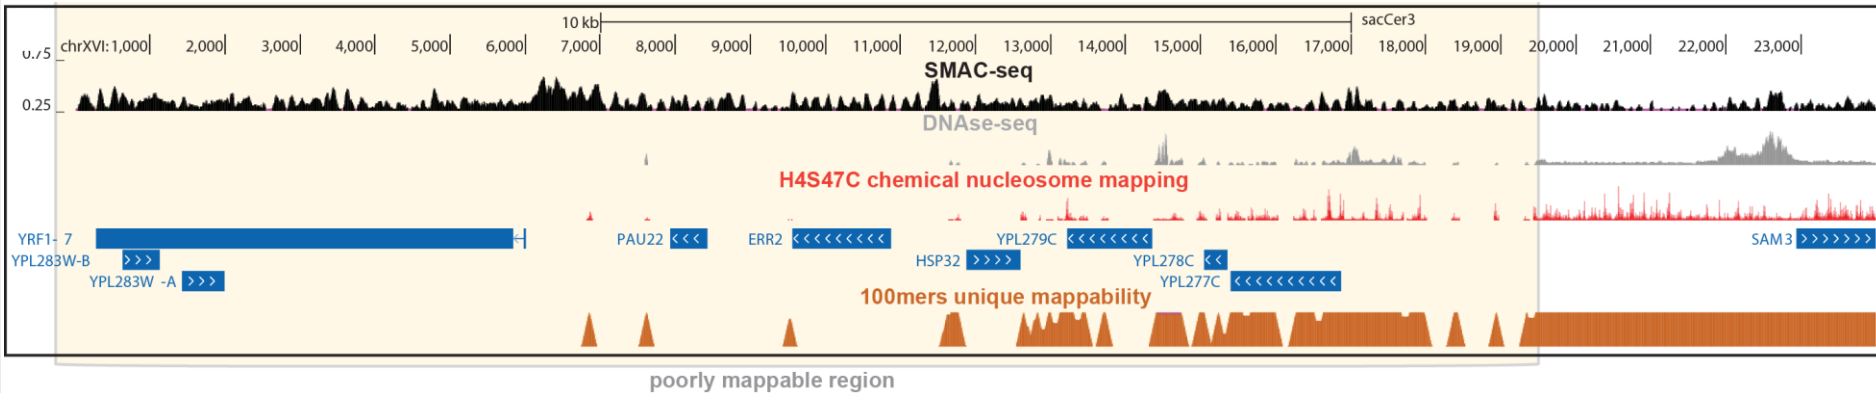 10 kb sacCer3
chrXVI: 1,000 2,000 3,000 4,000 5,000 6,000 7,000 8,000 9,000 10,000 11,000 12,000 13,000 14,000 15,000 16,000 17,000 18,000 19,000 20,000 21,000 22,000 23,000
0.75
SMAC-seq
0.25
DNAse-seq
H4S47C chemical nucleosome mapping
YRF1- 7 PAU22 ERR2 YPL279C SAM3
YPL283W-B HSP32 YPL278C
YPL283W -A YPL277C
100mers unique mappability
poorly mappable region